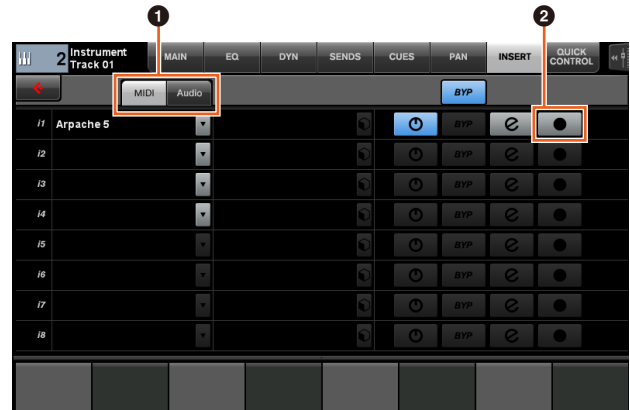 1 2
2 Instrument Track 01 MAIN EQ DYN SENDS CUES PAN INSERT QUICK CONTROL
MIDI Audio BYP
i1 Arpache 5 BYP e
i2 BYP e
i3 BYP e
i4 BYP e
i5 BYP e
i6 BYP e
i7 BYP e
i8 BYP e